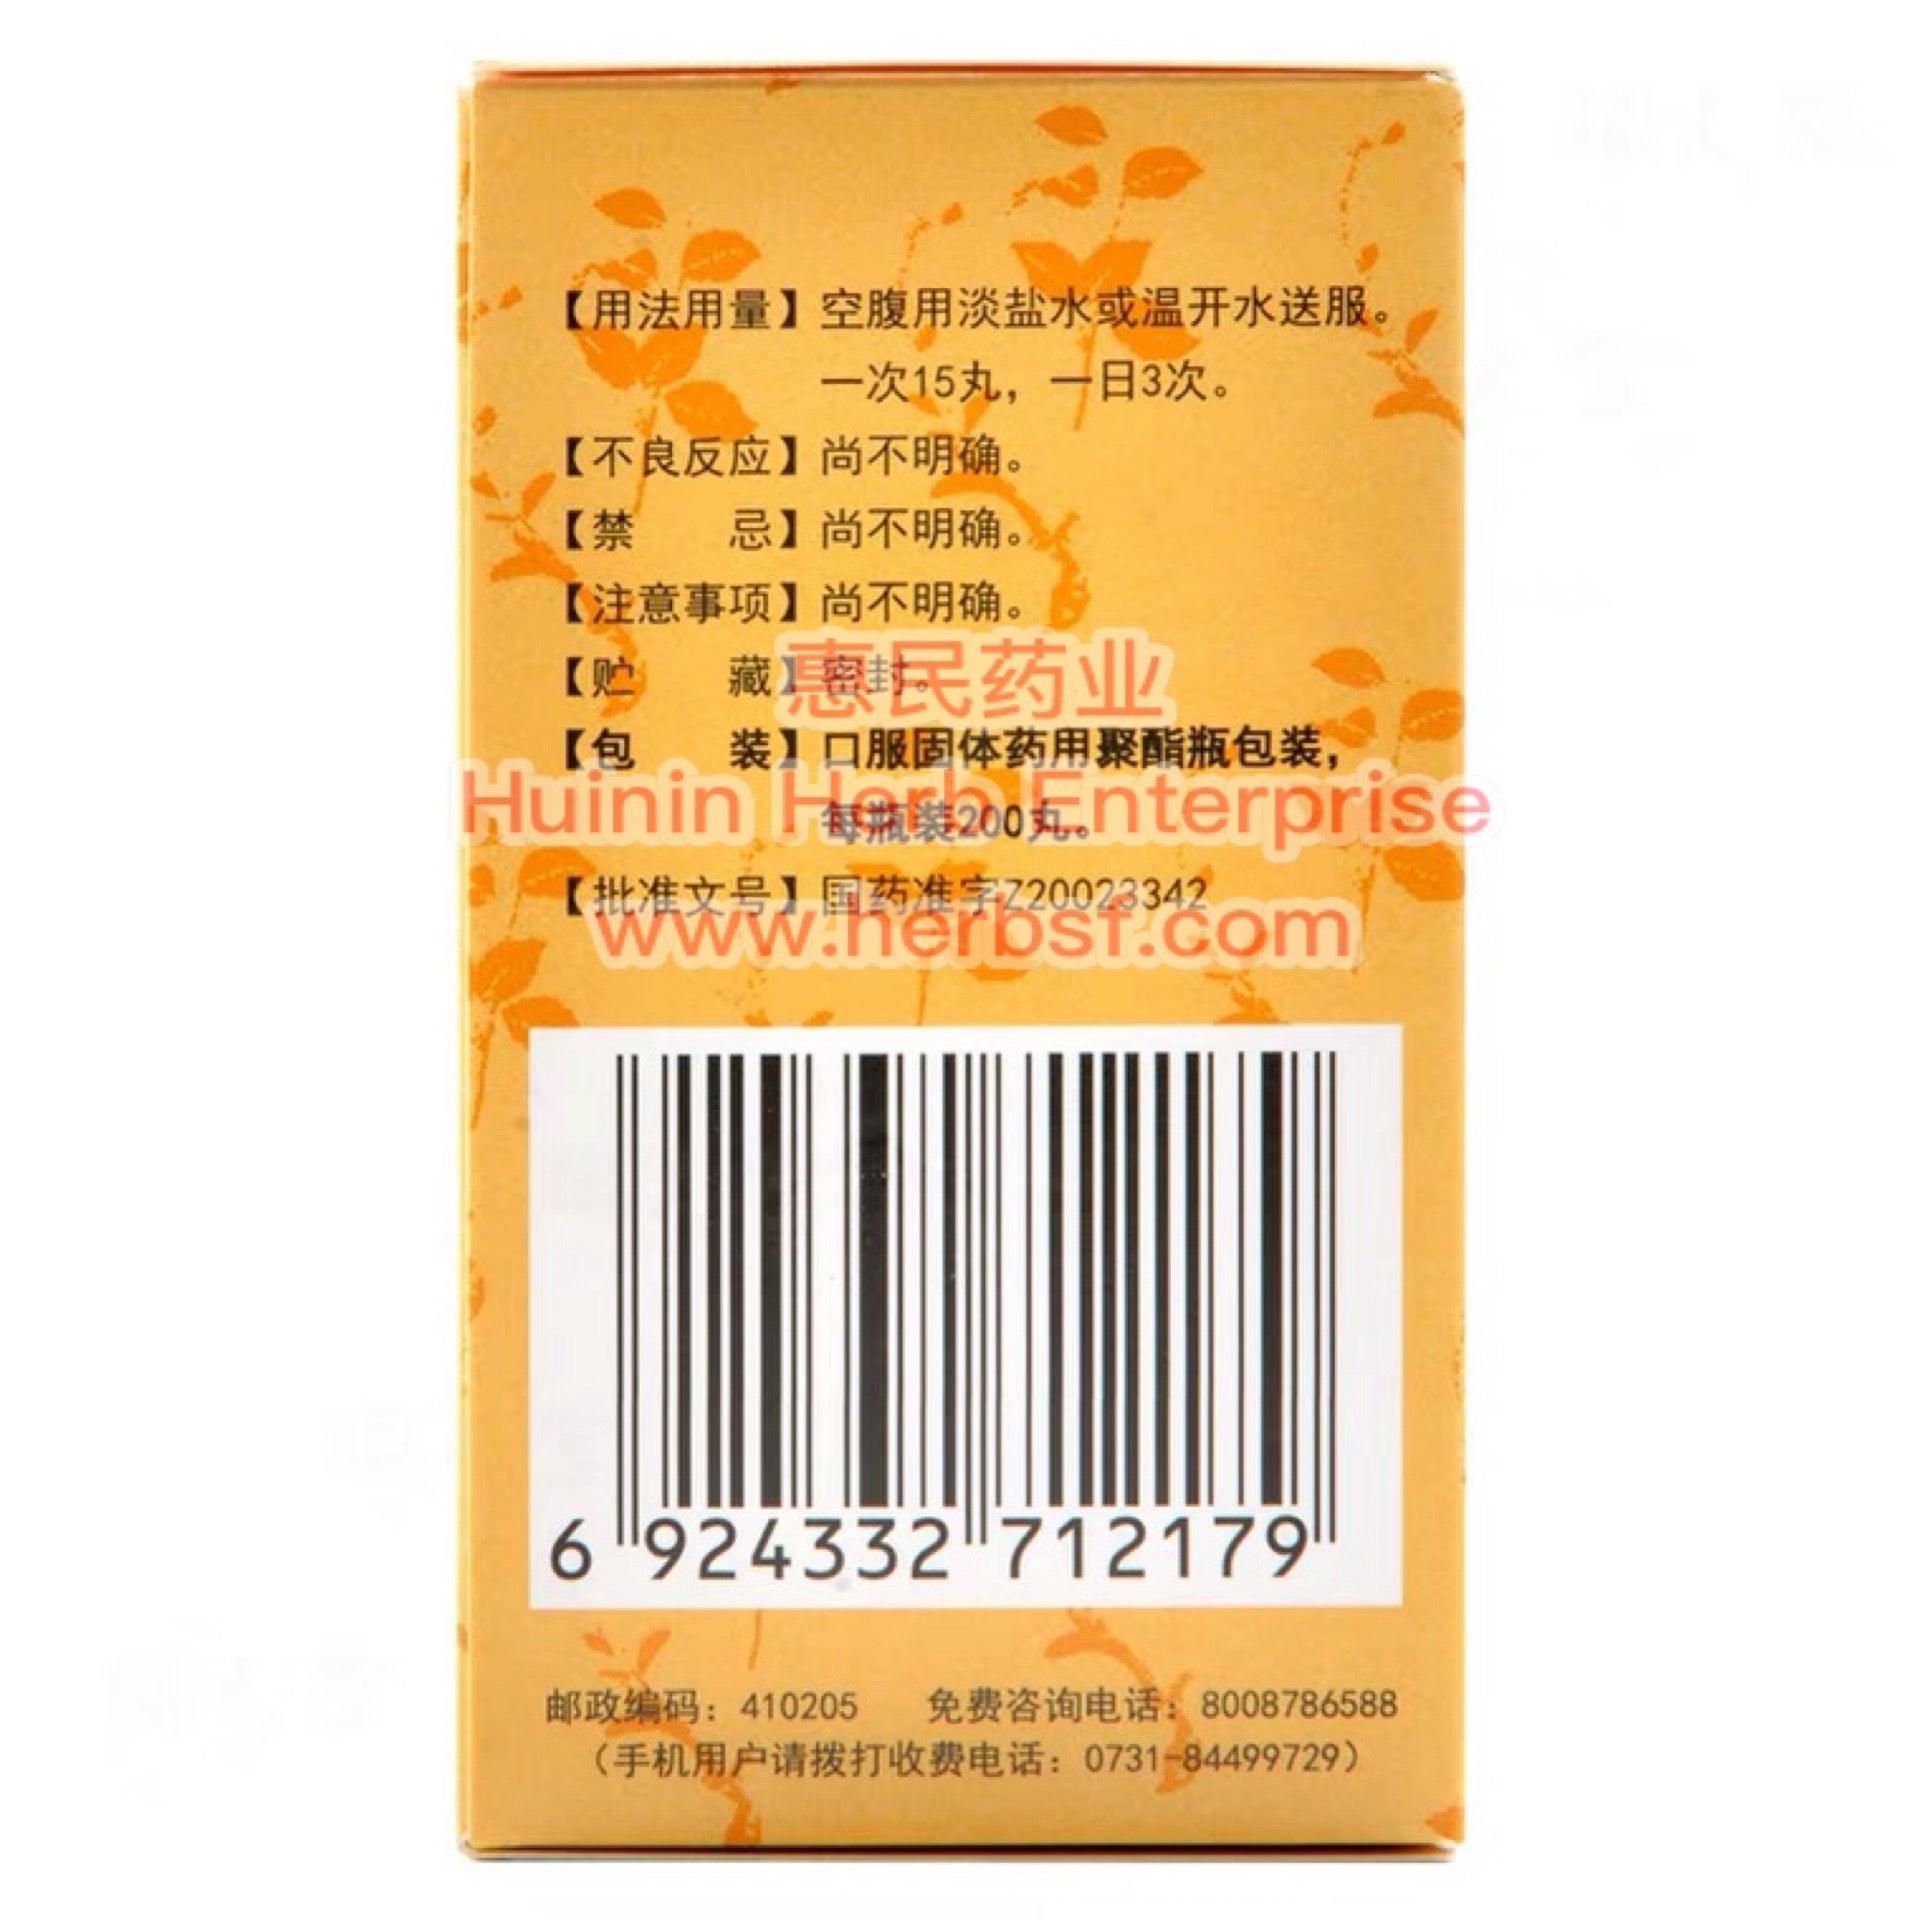 【用法用量】空腹用淡盐水或温开水送服。
一次15丸，一日3次。
【不良反应】尚不明确。
【禁 忌】尚不明确。
【注意事项】尚不明确。
【贮 藏】密封。
惠民药业
【包 装】口服固体药用聚酯瓶包装，
Huinin Herb Enterprise
每瓶装200丸。
【批准文号】国药准字Z20023342
www.herbsf.com
6 924332 712179
邮政编码：410205 免费咨询电话：8008786588
（手机用户请拨打收费电话：0731-84499729）